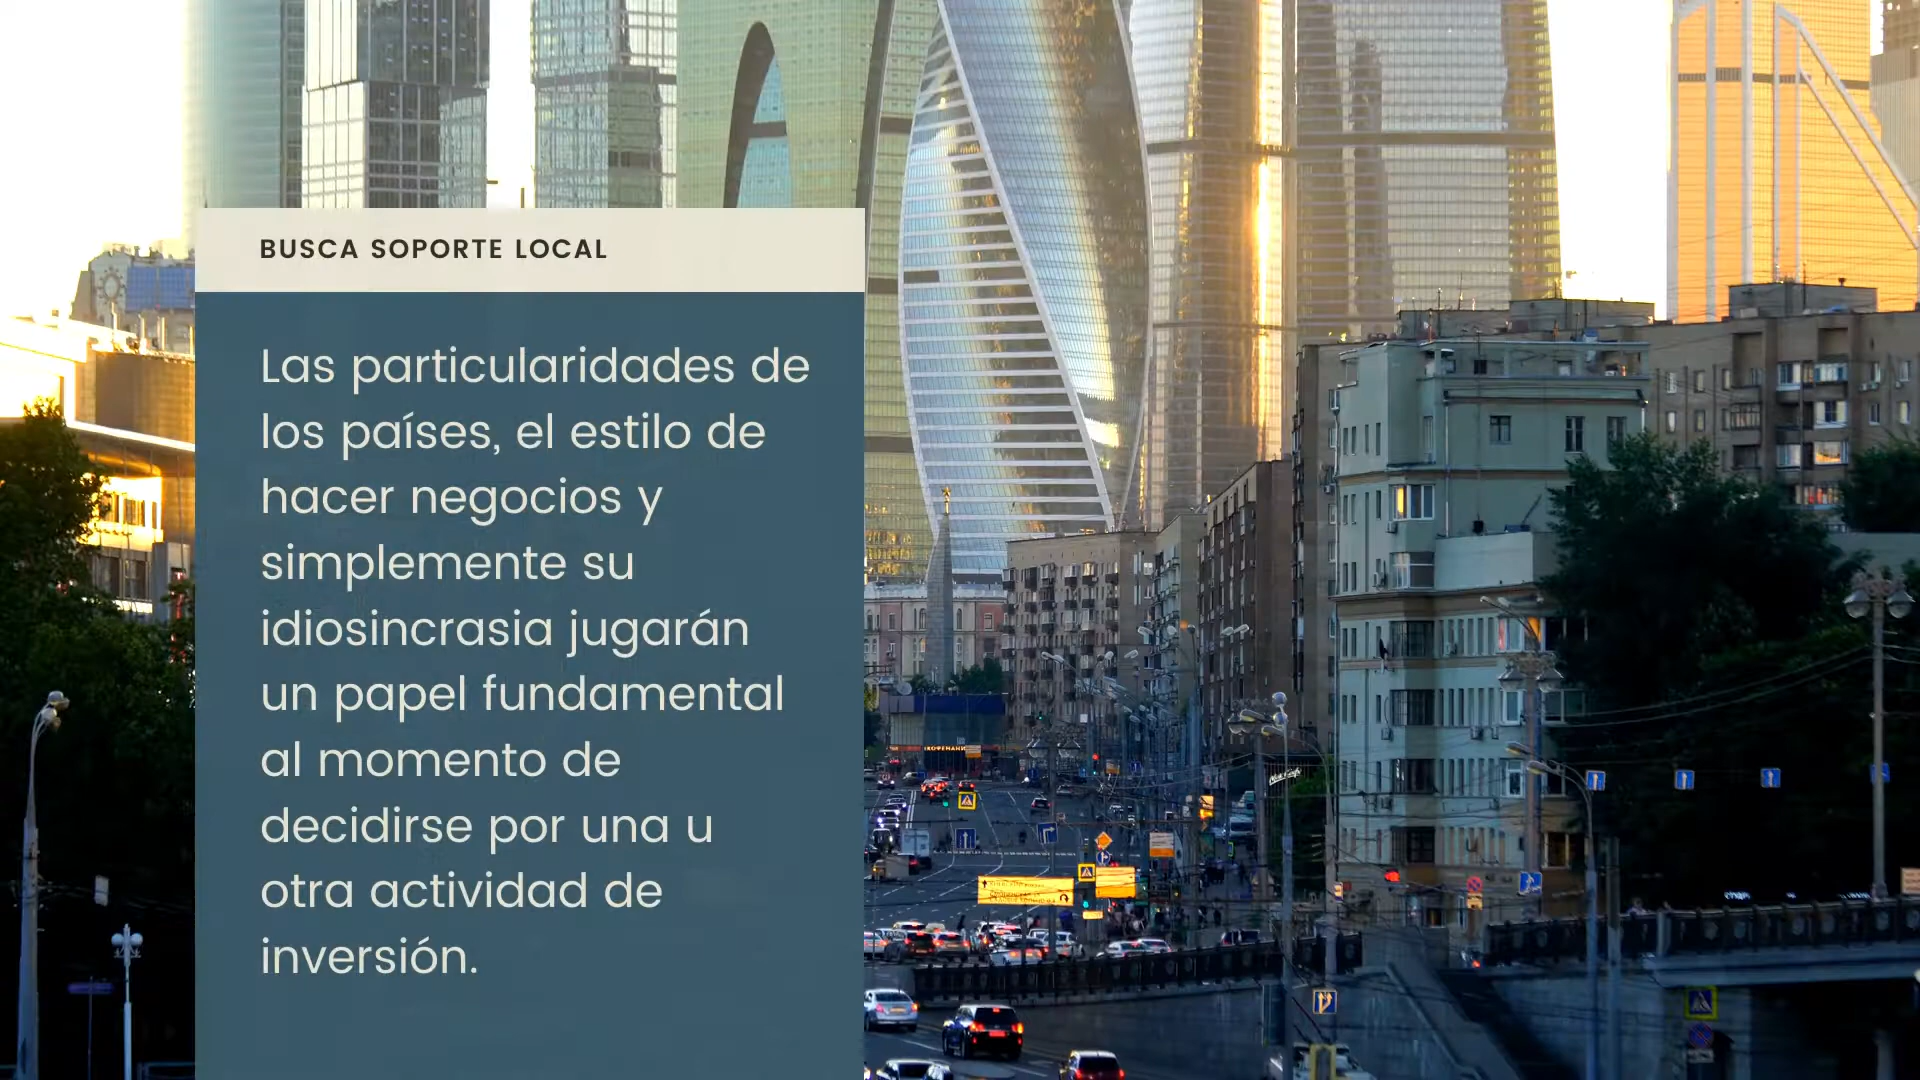 BUSCA SOPORTE LOCAL
Las particularidades de
los países, el estilo de
hacer negocios y
simplemente su
idiosincrasia jugarán
un papel fundamental
al momento de
decidirse por una u
otra actividad de
inversión.